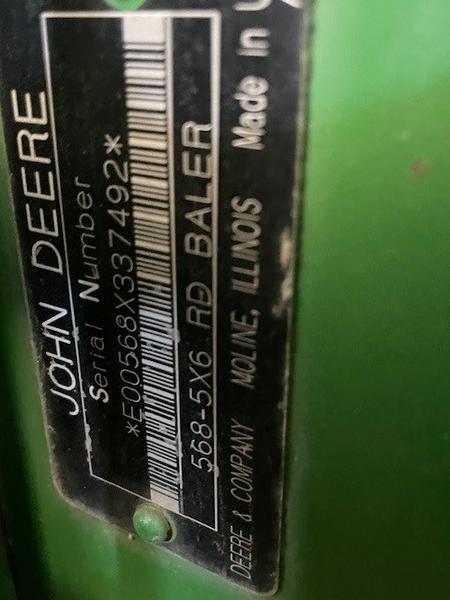 JOHN DEERE
Serial Number
*E00568X337492*
568-5X6 RD BALER
DEERE & COMPANY MOLINE, ILLINOIS Made in